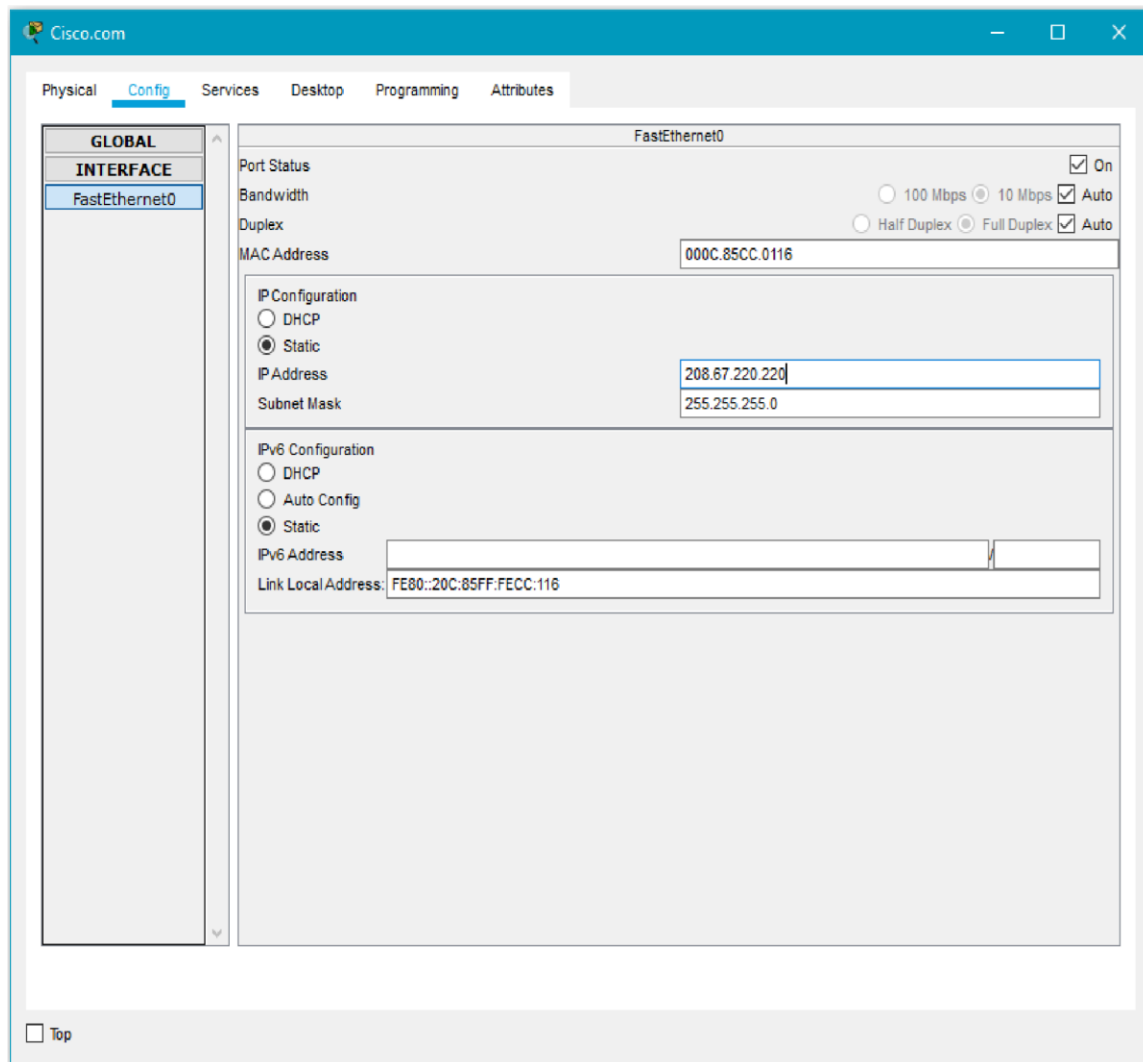 Cisco.com
Physical Config Services Desktop Programming Attributes
GLOBAL
INTERFACE
FastEthernet0
FastEthernet0
Port Status On
Bandwidth 100 Mbps 10 Mbps Auto
Duplex Half Duplex Full Duplex Auto
MAC Address 000C.85CC.0116
IP Configuration
DHCP
Static
IP Address 208.67.220.220
Subnet Mask 255.255.255.0
IPv6 Configuration
DHCP
Auto Config
Static
IPv6 Address /
Link Local Address: FE80::20C:85FF:FECC:116
Top